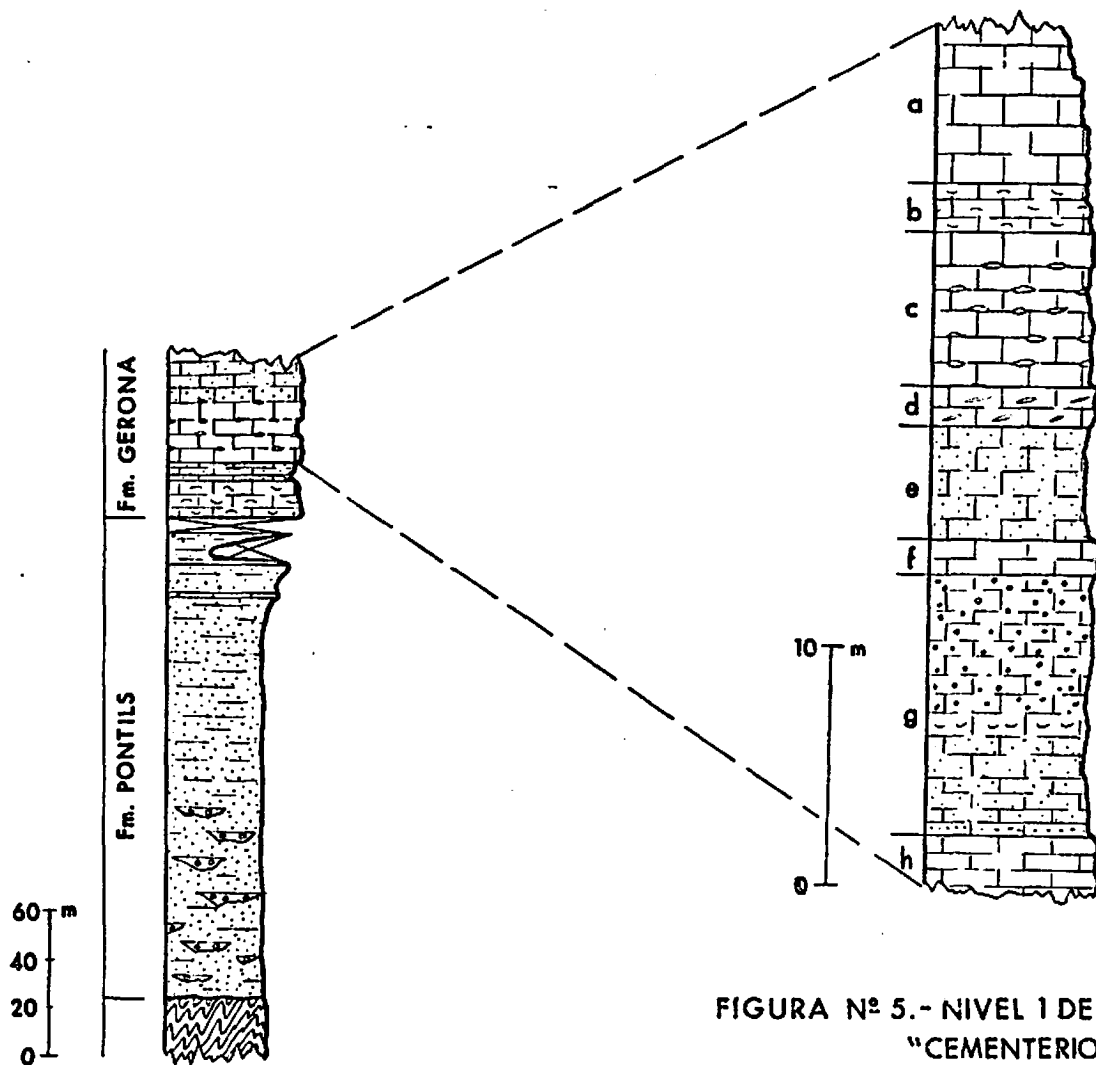 Fm. GERONA
Fm. PONTILS
60 m
40
20
0
a
b
c
d
e
f
g
h
10 m
0
FIGURA Nº 5.- NIVEL 1 DE
"CEMENTERIO